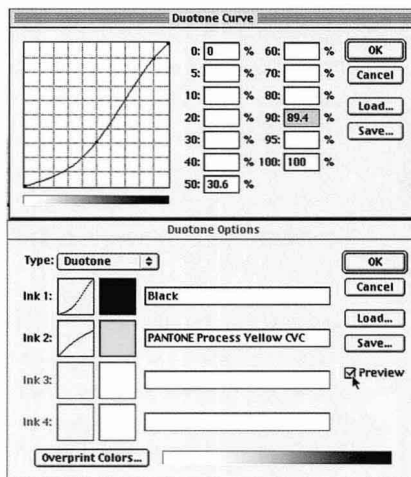 Duotone Curve
0: 0 % 60: % OK
5: % 70: % Cancel
10: % 80: %
20: % 90: 89.4 % Load...
30: % 95: % Save...
40: % 100: 100 %
50: 30.6 %
Duotone Options
Type: Duotone OK
Ink 1: Black Cancel
Load...
Ink 2: PANTONE Process Yellow CVC Save...
Ink 3: Preview
Ink 4:
Overprint Colors...